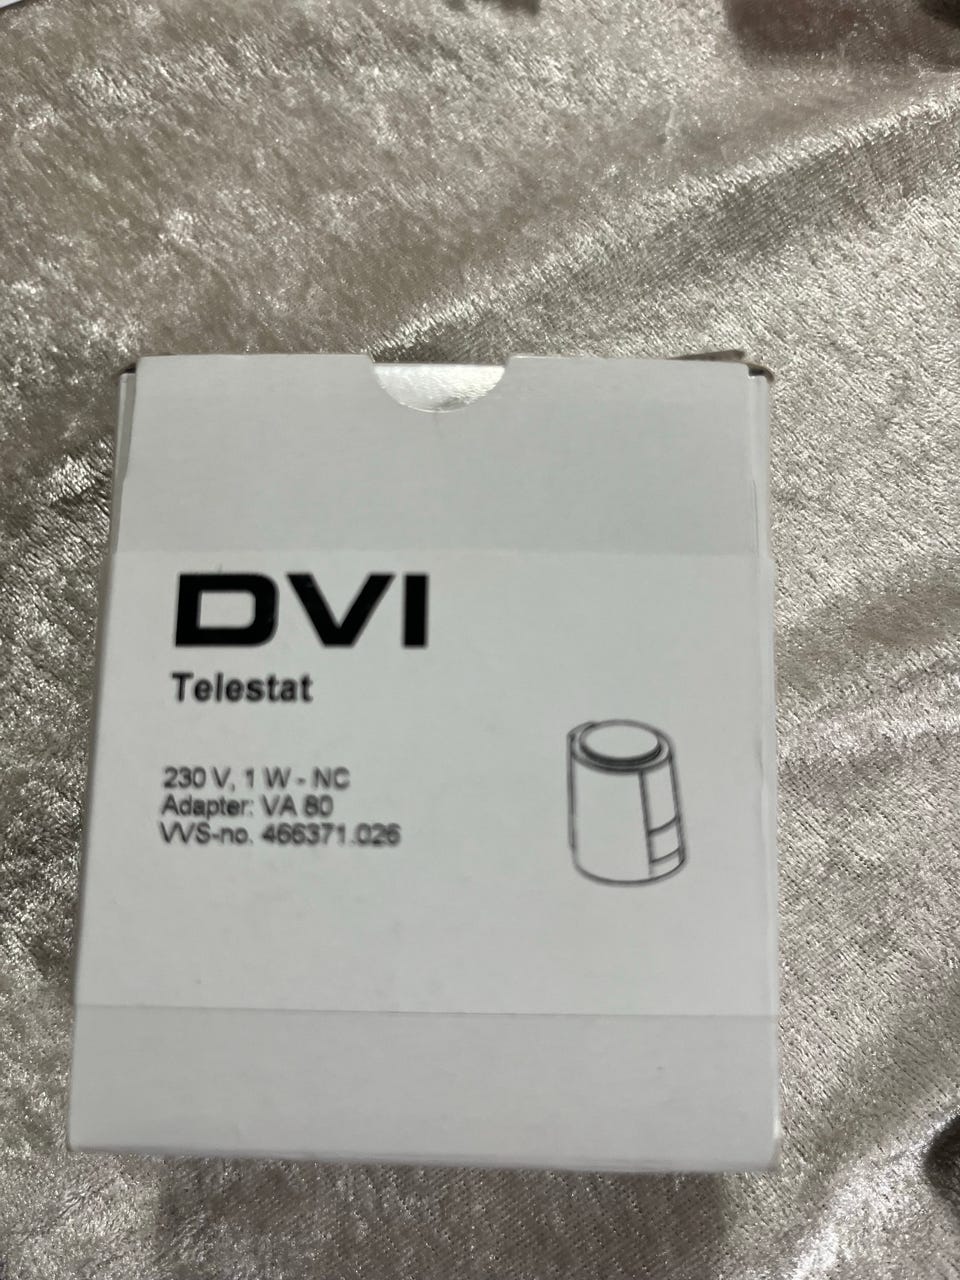 DVI
Telestat
230 V, 1 W - NC
Adapter: VA 80
VVS-no. 466371.026